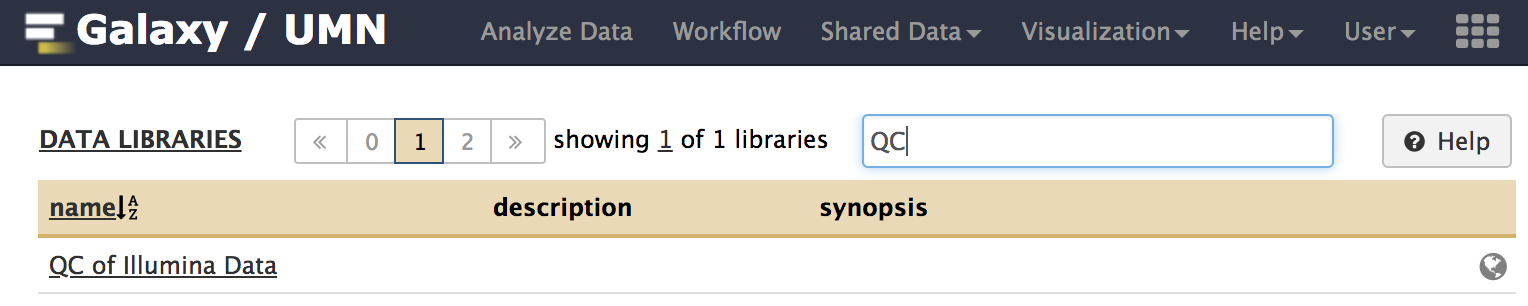 Galaxy / UMN Analyze Data Workflow Shared Data Visualization Help User
DATA LIBRARIES « 0 1 2 » showing 1 of 1 libraries QC ? Help
name AZ description synopsis
QC of Illumina Data